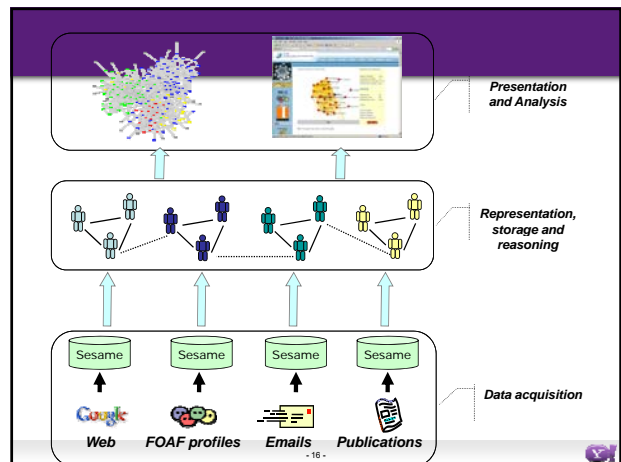 Presentation
and Analysis
Representation,
storage and
reasoning
Sesame Sesame Sesame Sesame
Data acquisition
Google
Web FOAF profiles Emails Publications
- 16 -
Y!